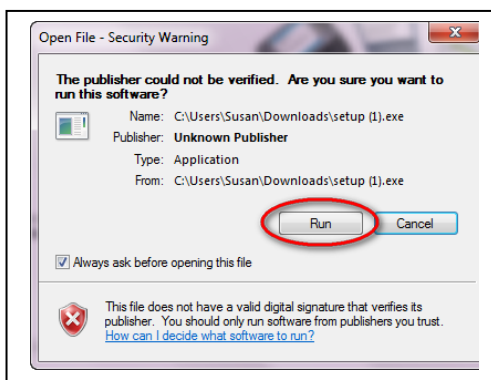 Open File - Security Warning
The publisher could not be verified. Are you sure you want to
run this software?
Name: C:\Users\Susan\Downloads\setup (1).exe
Publisher: Unknown Publisher
Type: Application
From: C:\Users\Susan\Downloads\setup (1).exe
Run Cancel
Always ask before opening this file
This file does not have a valid digital signature that verifies its
publisher. You should only run software from publishers you trust.
How can I decide what software to run?